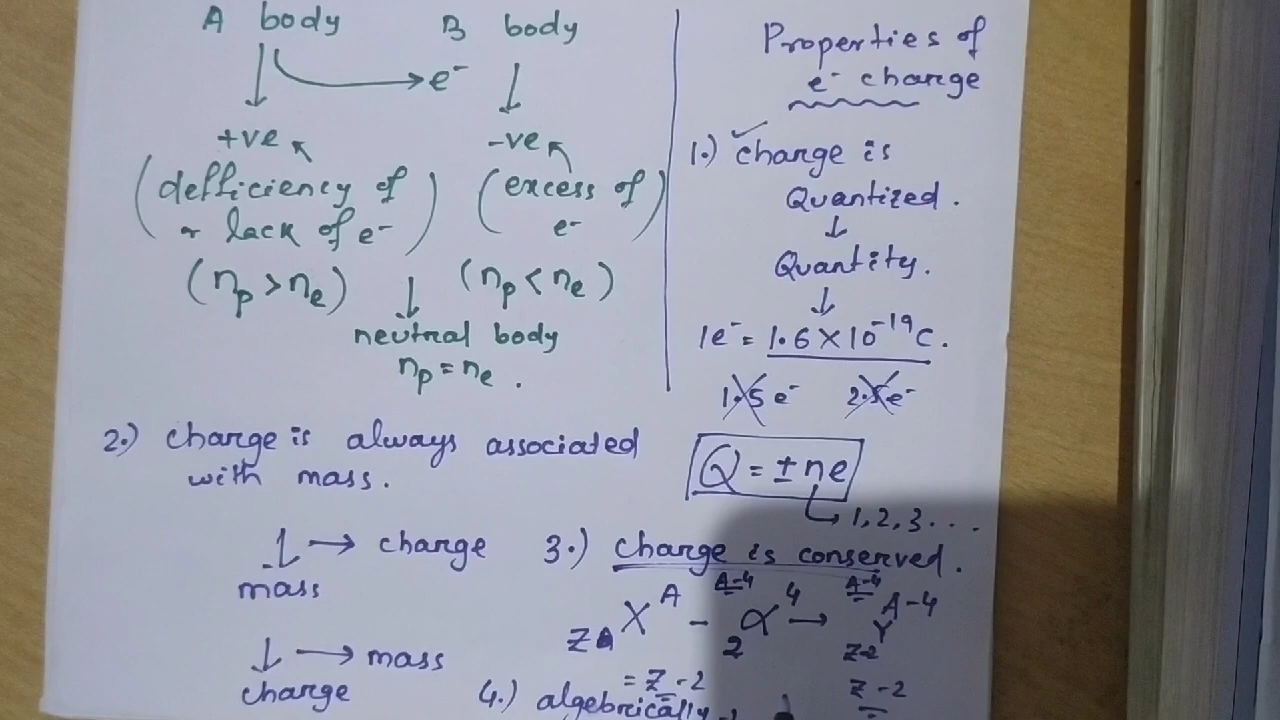 A body B body
→ e⁻
+ve -ve
(defficiency of (excess of
or lack of e⁻) e⁻)
(np > ne) (np < ne)
neutral body
np = ne .
Properties of
e⁻ charge
1.) charge is
Quantized .
Quantity .
1e⁻ = 1.6 × 10⁻¹⁹ C .
1.5 e⁻ 2.5 e⁻
Q = ± ne
1, 2, 3 . . .
2.) charge is always associated
with mass .
→ charge
mass
→ mass
charge
3.) charge is conserved .
A-4 A-4
Z X A - 2 α 4 → Z-2 Y A-4
= Z - 2 Z - 2
4.) algebrically